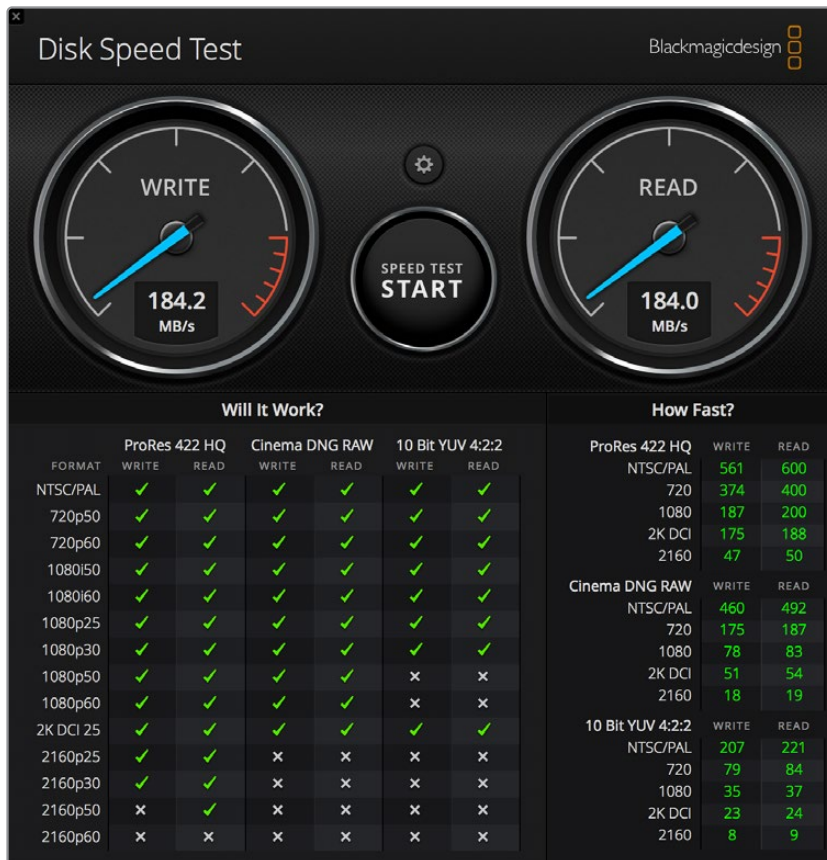 Disk Speed Test
Blackmagicdesign
WRITE
184.2
MB/s
SPEED TEST
START
READ
184.0
MB/s
Will It Work?
ProRes 422 HQ Cinema DNG RAW 10 Bit YUV 4:2:2
FORMAT WRITE READ WRITE READ WRITE READ
NTSC/PAL ✓ ✓ ✓ ✓ ✓ ✓
720p50 ✓ ✓ ✓ ✓ ✓ ✓
720p60 ✓ ✓ ✓ ✓ ✓ ✓
1080i50 ✓ ✓ ✓ ✓ ✓ ✓
1080i60 ✓ ✓ ✓ ✓ ✓ ✓
1080p25 ✓ ✓ ✓ ✓ ✓ ✓
1080p30 ✓ ✓ ✓ ✓ ✓ ✓
1080p50 ✓ ✓ ✓ ✓ × ×
1080p60 ✓ ✓ ✓ ✓ × ×
2K DCI 25 ✓ ✓ ✓ ✓ ✓ ✓
2160p25 ✓ ✓ × × × ×
2160p30 ✓ ✓ × × × ×
2160p50 × ✓ × × × ×
2160p60 × × × × × ×
How Fast?
ProRes 422 HQ WRITE READ
NTSC/PAL 561 600
720 374 400
1080 187 200
2K DCI 175 188
2160 47 50
Cinema DNG RAW WRITE READ
NTSC/PAL 460 492
720 175 187
1080 78 83
2K DCI 51 54
2160 18 19
10 Bit YUV 4:2:2 WRITE READ
NTSC/PAL 207 221
720 79 84
1080 35 37
2K DCI 23 24
2160 8 9